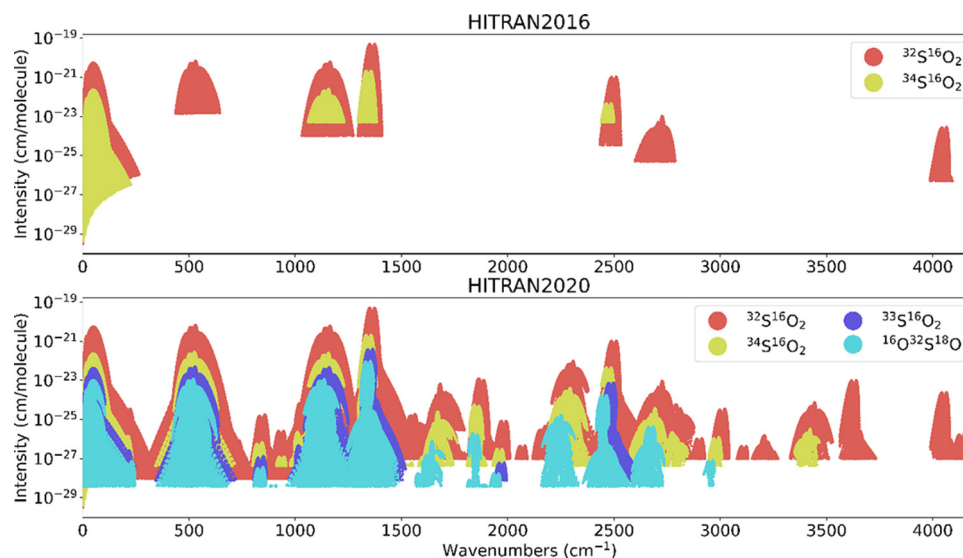 HITRAN2016
Intensity (cm/molecule)
10⁻¹⁹
10⁻²¹
10⁻²³
10⁻²⁵
10⁻²⁷
10⁻²⁹
³²S¹⁶O₂
³⁴S¹⁶O₂
0 500 1000 1500 2000 2500 3000 3500 4000
HITRAN2020
Intensity (cm/molecule)
10⁻¹⁹
10⁻²¹
10⁻²³
10⁻²⁵
10⁻²⁷
10⁻²⁹
³²S¹⁶O₂ ³³S¹⁶O₂
³⁴S¹⁶O₂ ¹⁶O³²S¹⁸O
0 500 1000 1500 2000 2500 3000 3500 4000
Wavenumbers (cm⁻¹)